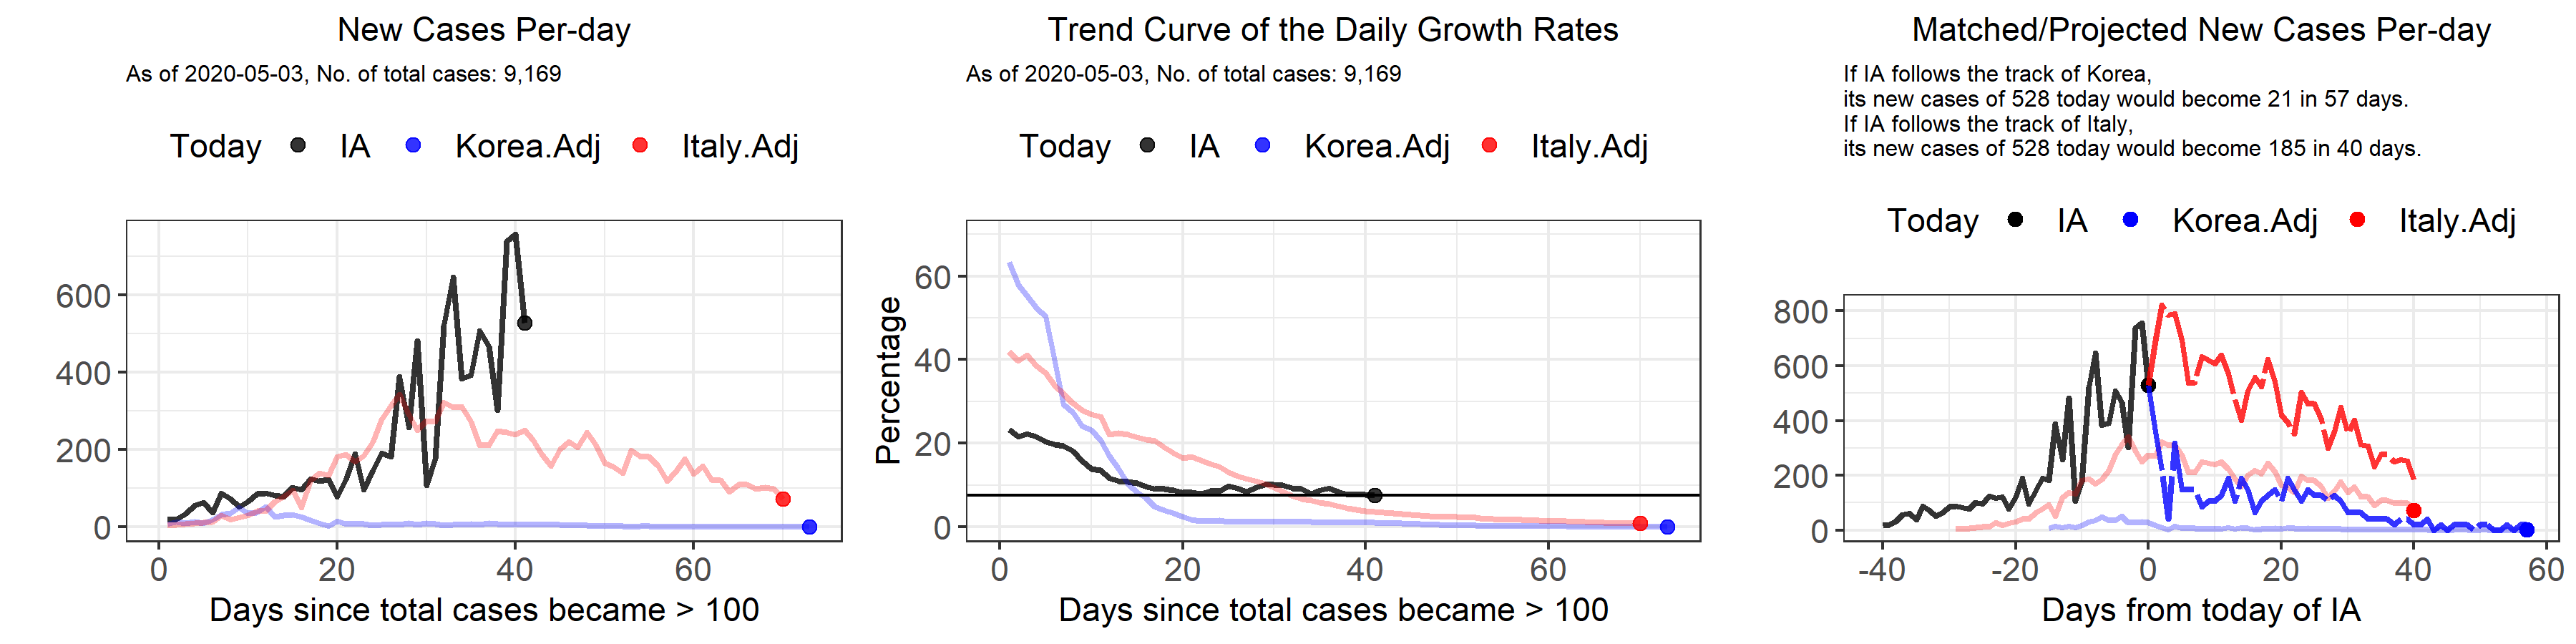 New Cases Per-day
As of 2020-05-03, No. of total cases: 9,169
Today IA Korea.Adj Italy.Adj
600
400
200
0
0 20 40 60
Days since total cases became > 100
Trend Curve of the Daily Growth Rates
As of 2020-05-03, No. of total cases: 9,169
Today IA Korea.Adj Italy.Adj
Percentage
60
40
20
0
0 20 40 60
Days since total cases became > 100
Matched/Projected New Cases Per-day
If IA follows the track of Korea,
its new cases of 528 today would become 21 in 57 days.
If IA follows the track of Italy,
its new cases of 528 today would become 185 in 40 days.
Today IA Korea.Adj Italy.Adj
800
600
400
200
0
-40 -20 0 20 40 60
Days from today of IA